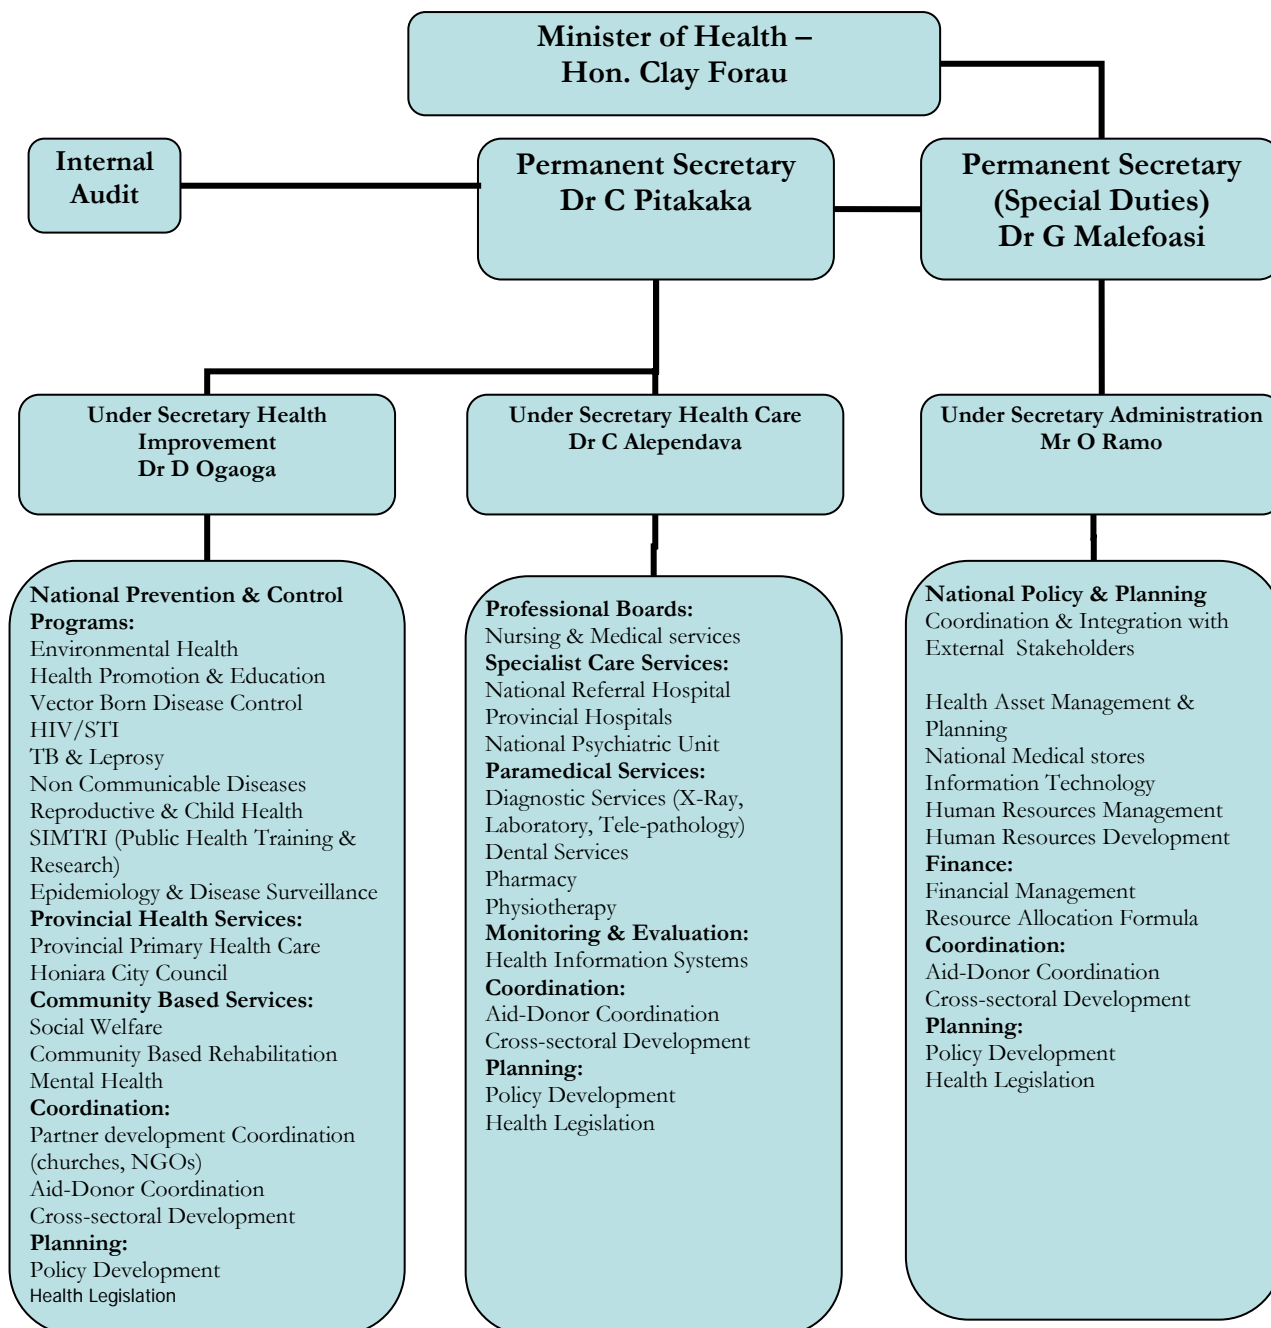 Minister of Health –
Hon. Clay Forau
Internal
Audit
Permanent Secretary
Dr C Pitakaka
Permanent Secretary
(Special Duties)
Dr G Malefoasi
Under Secretary Health
Improvement
Dr D Ogaoga
Under Secretary Health Care
Dr C Alependava
Under Secretary Administration
Mr O Ramo
National Prevention & Control
Programs:
Environmental Health
Health Promotion & Education
Vector Born Disease Control
HIV/STI
TB & Leprosy
Non Communicable Diseases
Reproductive & Child Health
SIMTRI (Public Health Training &
Research)
Epidemiology & Disease Surveillance
Provincial Health Services:
Provincial Primary Health Care
Honiara City Council
Community Based Services:
Social Welfare
Community Based Rehabilitation
Mental Health
Coordination:
Partner development Coordination
(churches, NGOs)
Aid-Donor Coordination
Cross-sectoral Development
Planning:
Policy Development
Health Legislation
Professional Boards:
Nursing & Medical services
Specialist Care Services:
National Referral Hospital
Provincial Hospitals
National Psychiatric Unit
Paramedical Services:
Diagnostic Services (X-Ray,
Laboratory, Tele-pathology)
Dental Services
Pharmacy
Physiotherapy
Monitoring & Evaluation:
Health Information Systems
Coordination:
Aid-Donor Coordination
Cross-sectoral Development
Planning:
Policy Development
Health Legislation
National Policy & Planning
Coordination & Integration with
External Stakeholders
Health Asset Management &
Planning
National Medical stores
Information Technology
Human Resources Management
Human Resources Development
Finance:
Financial Management
Resource Allocation Formula
Coordination:
Aid-Donor Coordination
Cross-sectoral Development
Planning:
Policy Development
Health Legislation